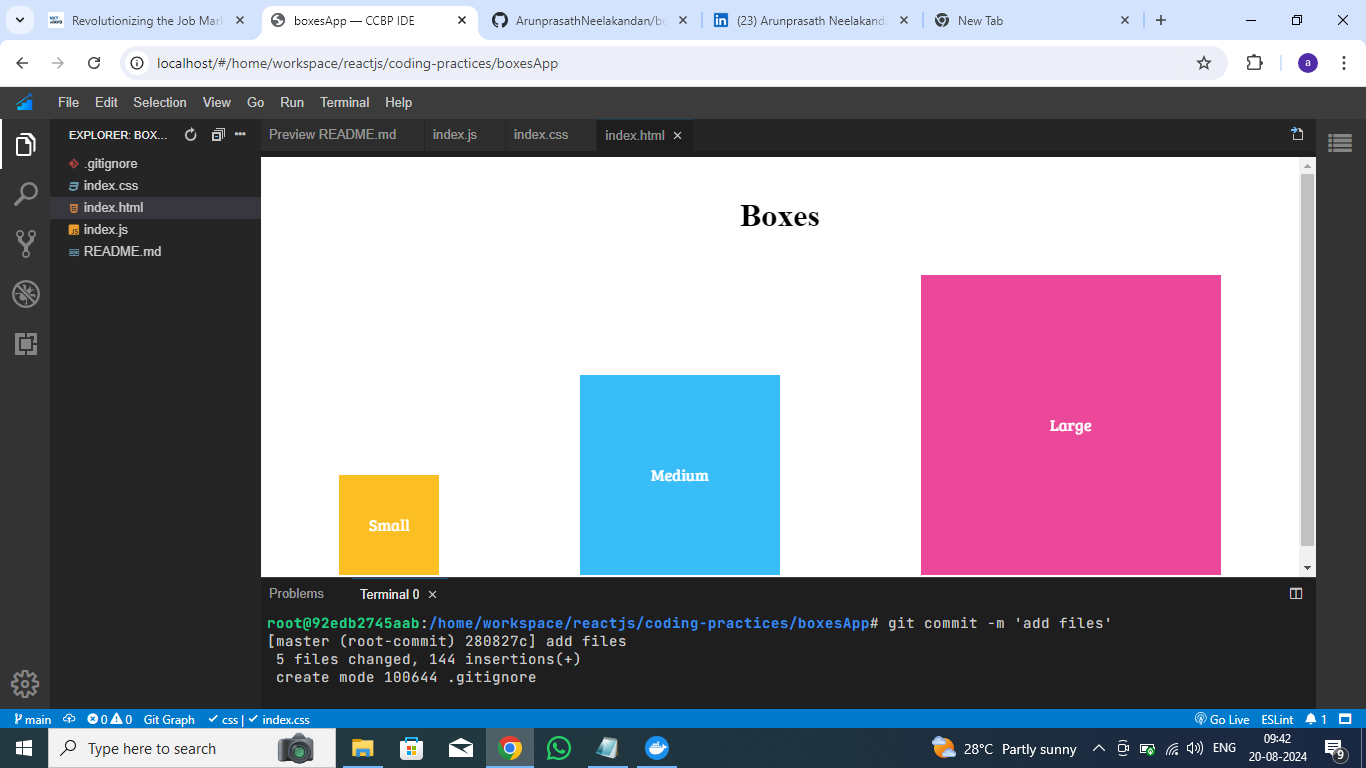 Revolutionizing the Job Mar
boxesApp — CCBP IDE
ArunprasathNeelakandan/bo
(23) Arunprasath Neelakand
New Tab
localhost/#/home/workspace/reactjs/coding-practices/boxesApp
a
File Edit Selection View Go Run Terminal Help
EXPLORER: BOX...
Preview README.md
index.js
index.css
index.html
.gitignore
index.css
index.html
index.js
README.md
Boxes
Small
Medium
Large
Problems
Terminal 0
root@92edb2745aab:/home/workspace/reactjs/coding-practices/boxesApp# git commit -m 'add files'
[master (root-commit) 280827c] add files
5 files changed, 144 insertions(+)
create mode 100644 .gitignore
main 0 0 Git Graph css | index.css
Go Live ESLint 1
Type here to search
28°C Partly sunny
ENG
09:42
20-08-2024
9